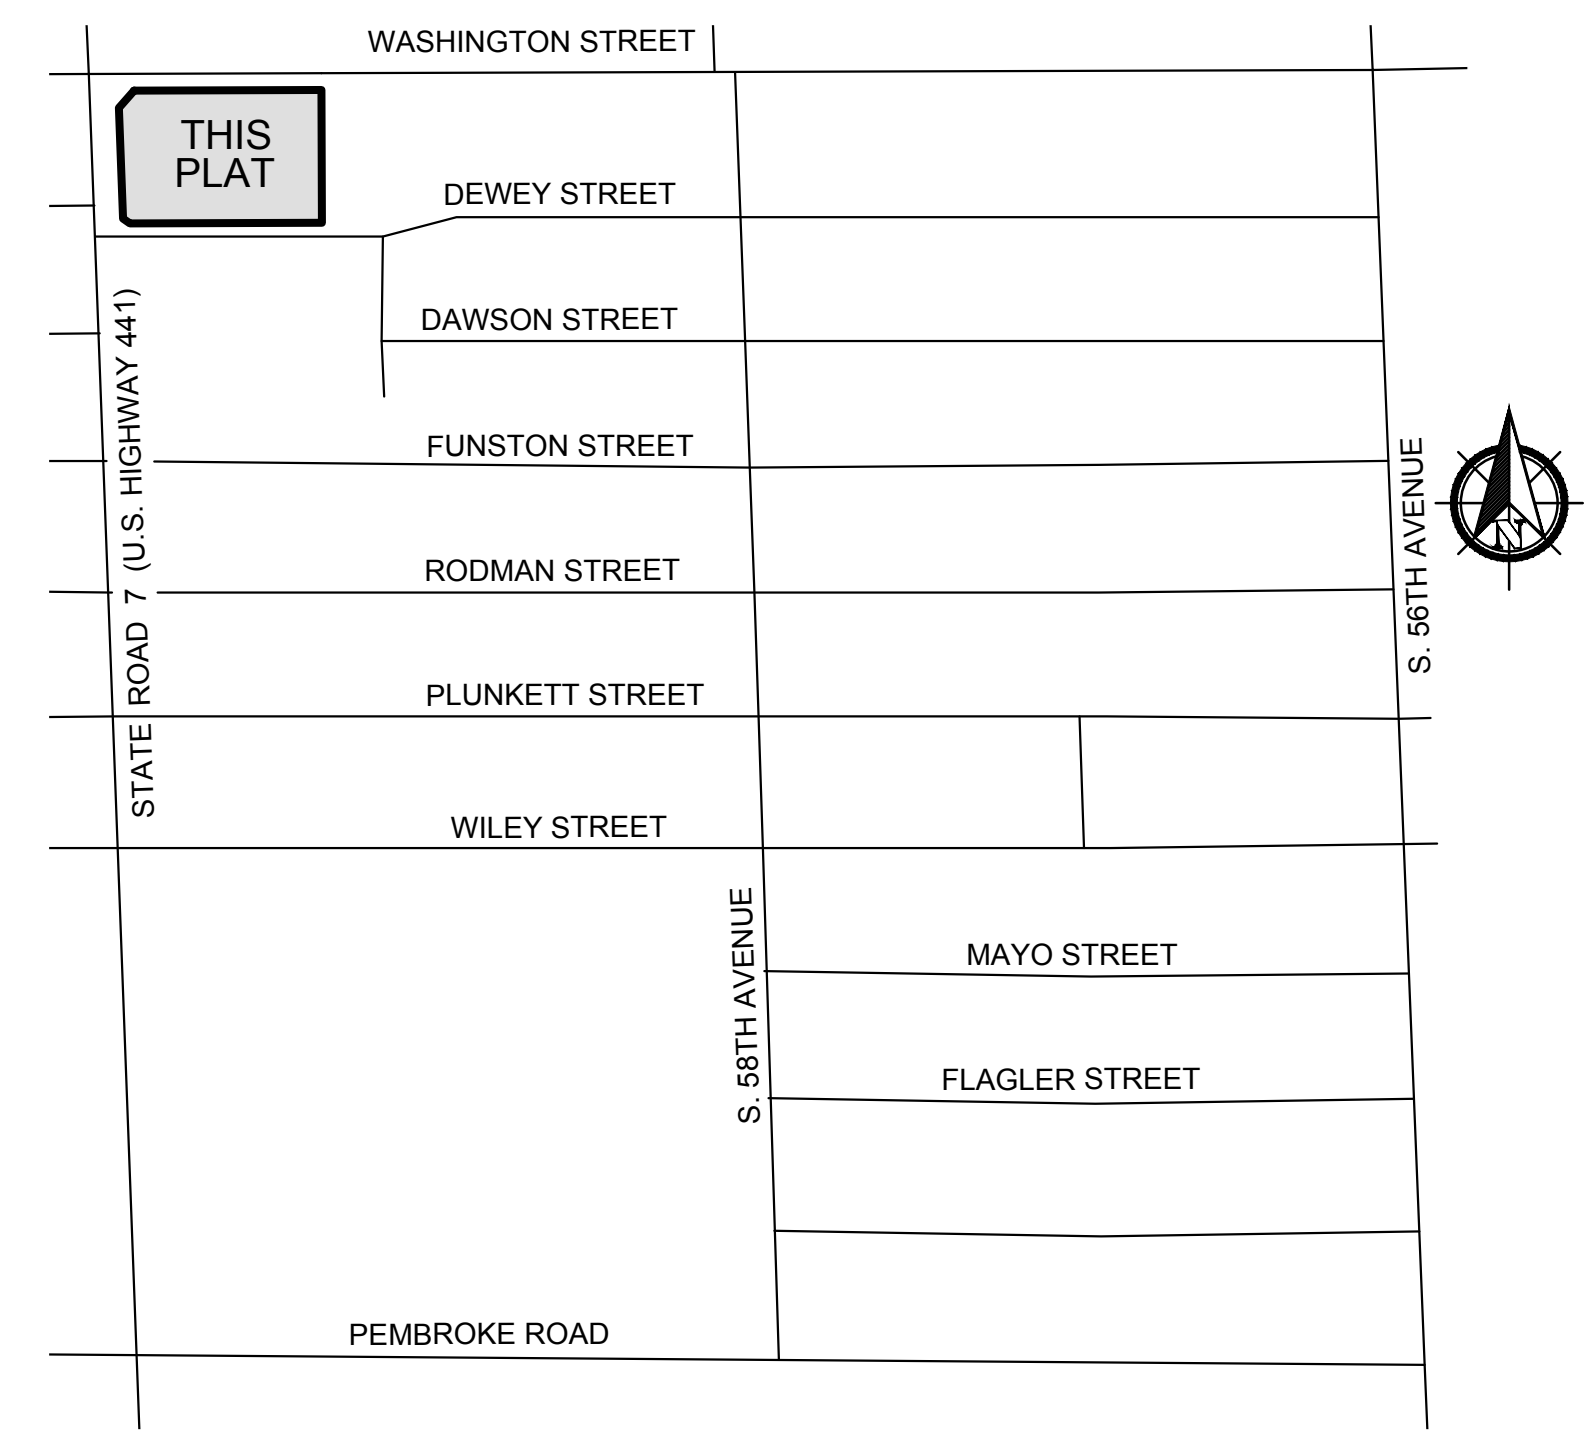 WASHINGTON STREET
THIS
PLAT
DEWEY STREET
DAWSON STREET
STATE ROAD 7 (U.S. HIGHWAY 441)
FUNSTON STREET
S. 56TH AVENUE
N
RODMAN STREET
PLUNKETT STREET
WILEY STREET
S. 58TH AVENUE
MAYO STREET
FLAGLER STREET
PEMBROKE ROAD